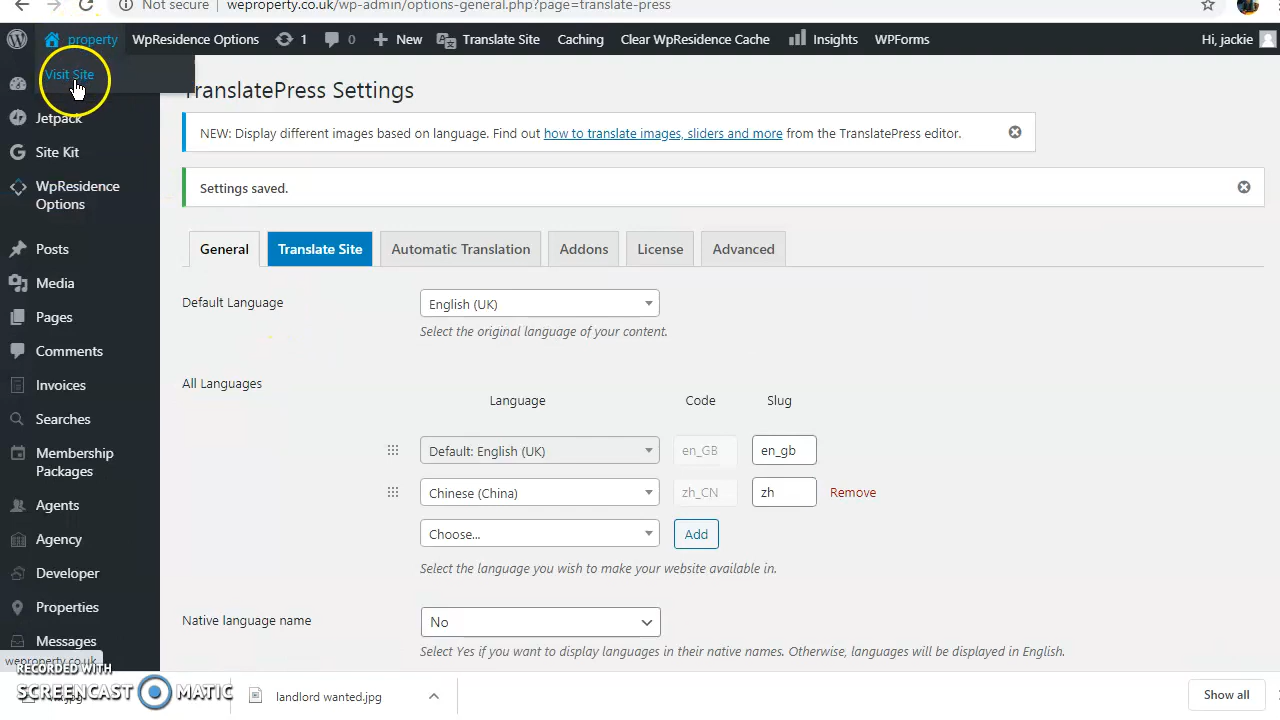 Not secure weproperty.co.uk/wp-admin/options-general.php?page=translate-press
property WpResidence Options 1 0 New Translate Site Caching Clear WpResidence Cache Insights WPForms Hi, jackie
Visit Site
TranslatePress Settings
Jetpack
Site Kit
WpResidence
Options
Posts
Media
Pages
Comments
Invoices
Searches
Membership
Packages
Agents
Agency
Developer
Properties
Messages
NEW: Display different images based on language. Find out how to translate images, sliders and more from the TranslatePress editor.
Settings saved.
General Translate Site Automatic Translation Addons License Advanced
Default Language English (UK)
Select the original language of your content.
All Languages
Language Code Slug
Default: English (UK) en_GB en_gb
Chinese (China) zh_CN zh Remove
Choose... Add
Select the language you wish to make your website available in.
Native language name No
Select Yes if you want to display languages in their native names. Otherwise, languages will be displayed in English.
weproperty.co.uk
RECORDED WITH
SCREENCAST MATIC
landlord wanted.jpg Show all